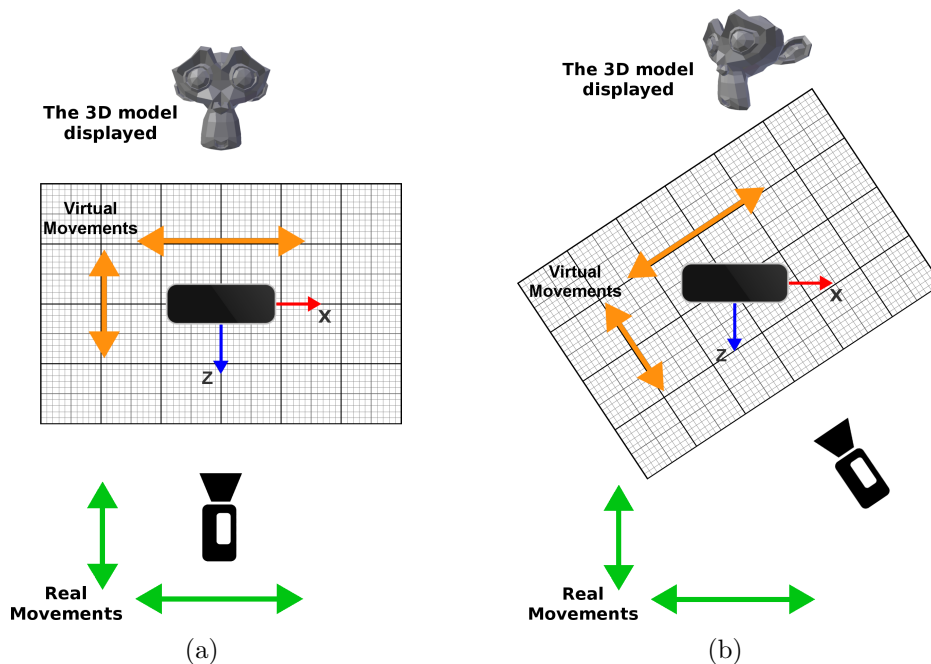 The 3D model
displayed
Virtual
Movements
X
Z
Real
Movements
(a)
The 3D model
displayed
Virtual
Movements
X
Z
Real
Movements
(b)